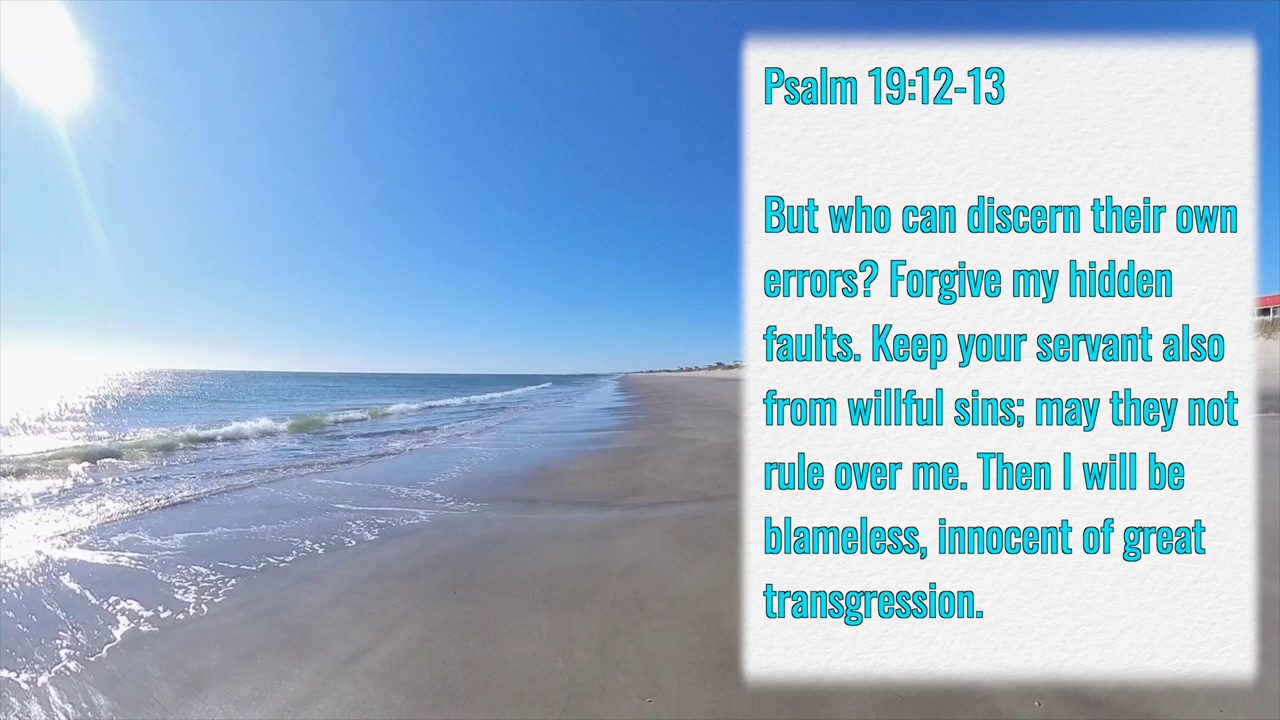 Psalm 19:12-13
But who can discern their own
errors? Forgive my hidden
faults. Keep your servant also
from willful sins; may they not
rule over me. Then I will be
blameless, innocent of great
transgression.